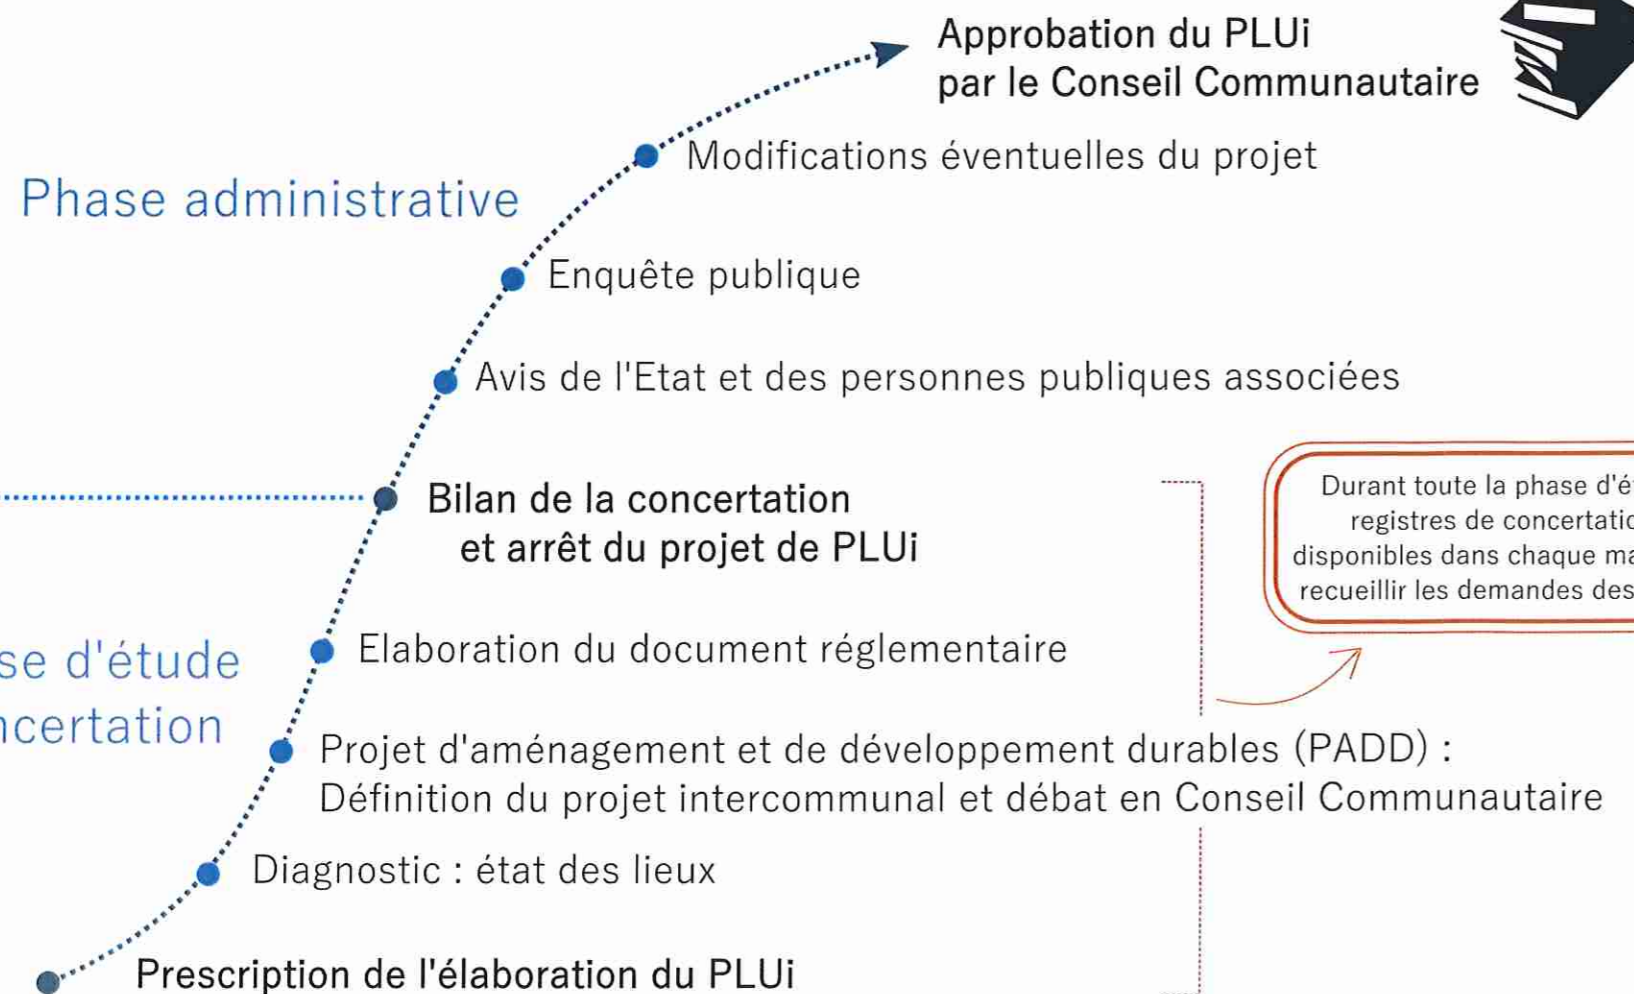 Approbation du PLUi
par le Conseil Communautaire
Modifications éventuelles du projet
Phase administrative
Enquête publique
Avis de l'Etat et des personnes publiques associées
Bilan de la concertation
et arrêt du projet de PLUi
Durant toute la phase
registres de
disponibles dans chaque
recueillir les demandes des
Elaboration du document réglementaire
d'étude
Projet d'aménagement et de développement durables (PADD) :
Définition du projet intercommunal et débat en Conseil Communautaire
Diagnostic : état des lieux
Prescription de l'élaboration du PLUi